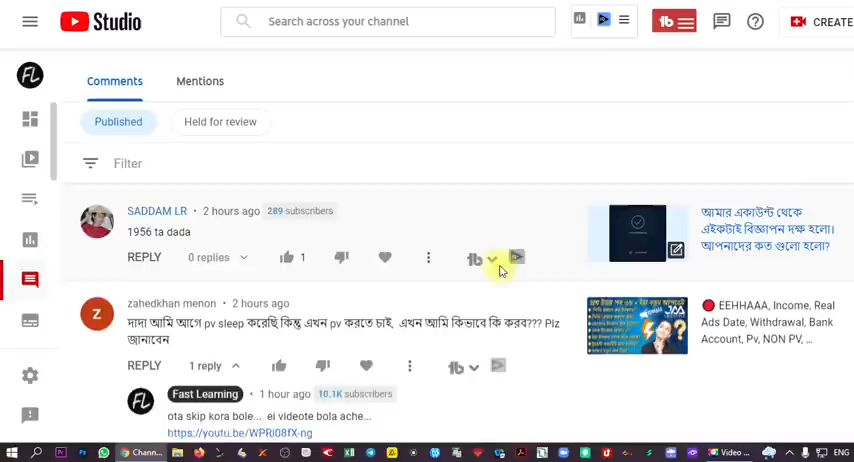 Studio
Search across your channel
CREATE
Comments Mentions
Published Held for review
Filter
SADDAM LR • 2 hours ago 289 subscribers
1956 ta dada
REPLY 0 replies 1
আমার একাউন্ট থেকে
এইকটাই বিজ্ঞাপন দক্ষ হলো।
আপনাদের কত গুলো হলো?
zahedkhan menon • 2 hours ago
দাদা আমি আগে pv sleep করেছি কিন্তু এখন pv করতে চাই, এখন আমি কিভাবে কি করব??? Plz
জানাবেন
REPLY 1 reply
EEHHAAA, Income, Real
Ads Date, Withdrawal, Bank
Account, Pv, NON PV, ...
Fast Learning • 1 hour ago 10.1K subscribers
ota skip kora bole... ei videote bola ache...
https://youtu.be/WPRi08fX-ng
Chann...
Video ...
ENG